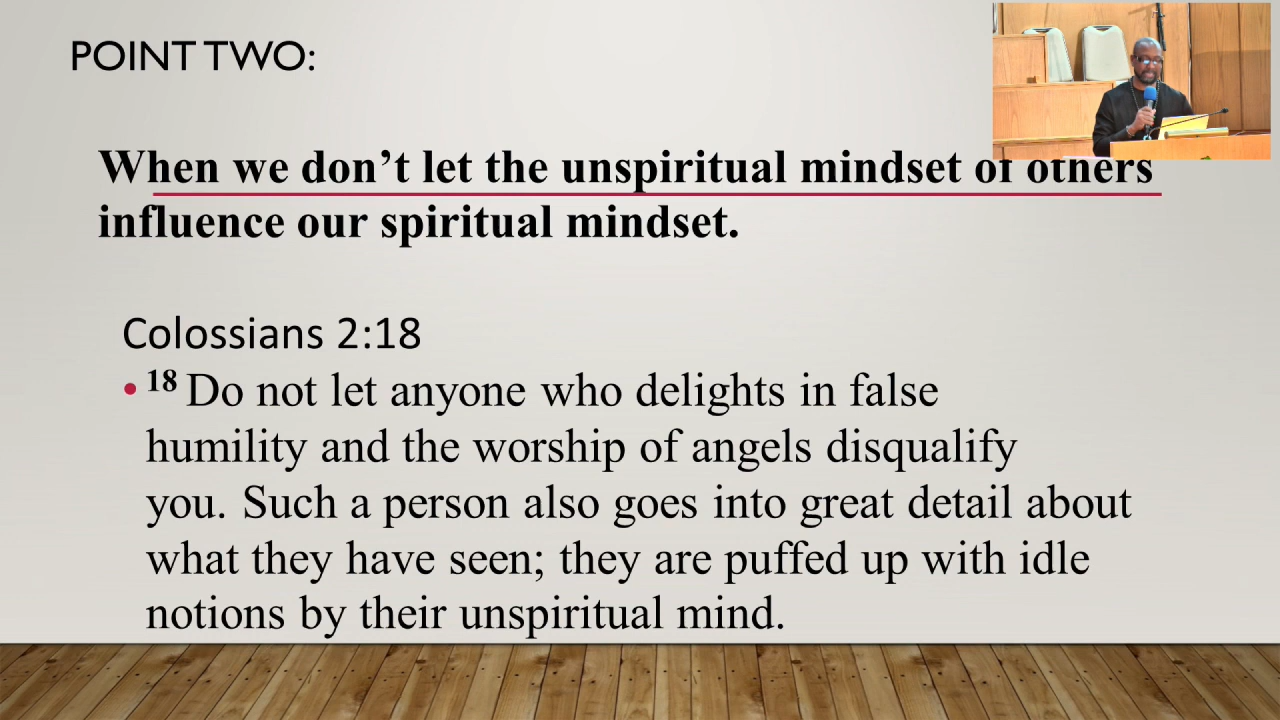 POINT TWO:
When we don’t let the unspiritual mindset of others
influence our spiritual mindset.
Colossians 2:18
• 18 Do not let anyone who delights in false
humility and the worship of angels disqualify
you. Such a person also goes into great detail about
what they have seen; they are puffed up with idle
notions by their unspiritual mind.